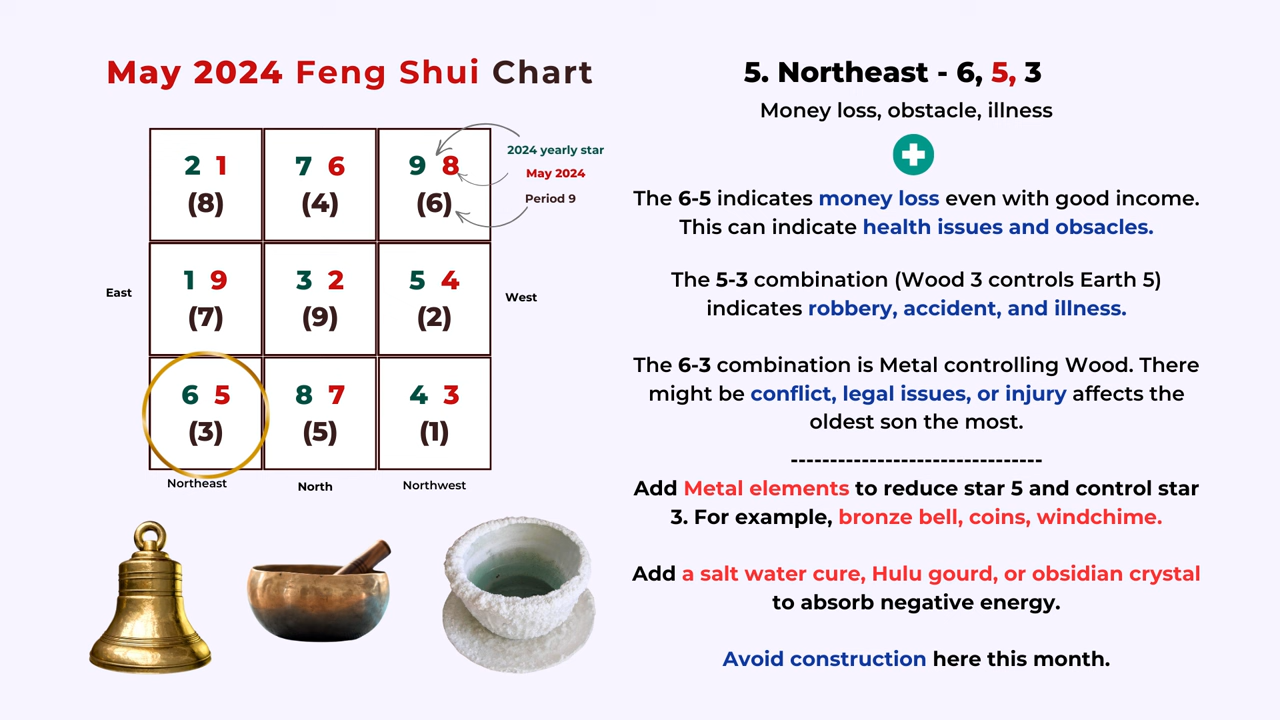 May 2024 Feng Shui Chart
2 1
(8)
7 6
(4)
9 8
(6)
2024 yearly star
May 2024
Period 9
East
1 9
(7)
3 2
(9)
5 4
(2)
West
6 5
(3)
8 7
(5)
4 3
(1)
Northeast
North
Northwest
5. Northeast - 6, 5, 3
Money loss, obstacle, illness
The 6-5 indicates money loss even with good income.
This can indicate health issues and obsacles.
The 5-3 combination (Wood 3 controls Earth 5)
indicates robbery, accident, and illness.
The 6-3 combination is Metal controlling Wood. There
might be conflict, legal issues, or injury affects the
oldest son the most.
--------------------------------
Add Metal elements to reduce star 5 and control star
3. For example, bronze bell, coins, windchime.
Add a salt water cure, Hulu gourd, or obsidian crystal
to absorb negative energy.
Avoid construction here this month.